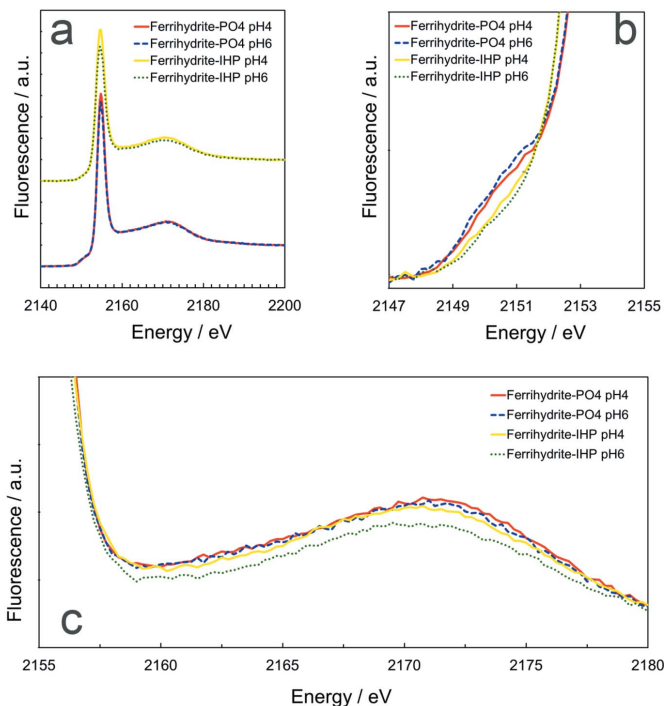 a
Ferrihydrite-PO4 pH4
Ferrihydrite-PO4 pH6
Ferrihydrite-IHP pH4
Ferrihydrite-IHP pH6
Fluorescence / a.u.
2140 2160 2180 2200
Energy / eV
Ferrihydrite-PO4 pH4
Ferrihydrite-PO4 pH6
Ferrihydrite-IHP pH4
Ferrihydrite-IHP pH6
b
Fluorescence / a.u.
2147 2149 2151 2153 2155
Energy / eV
Ferrihydrite-PO4 pH4
Ferrihydrite-PO4 pH6
Ferrihydrite-IHP pH4
Ferrihydrite-IHP pH6
Fluorescence / a.u.
c
2155 2160 2165 2170 2175 2180
Energy / eV